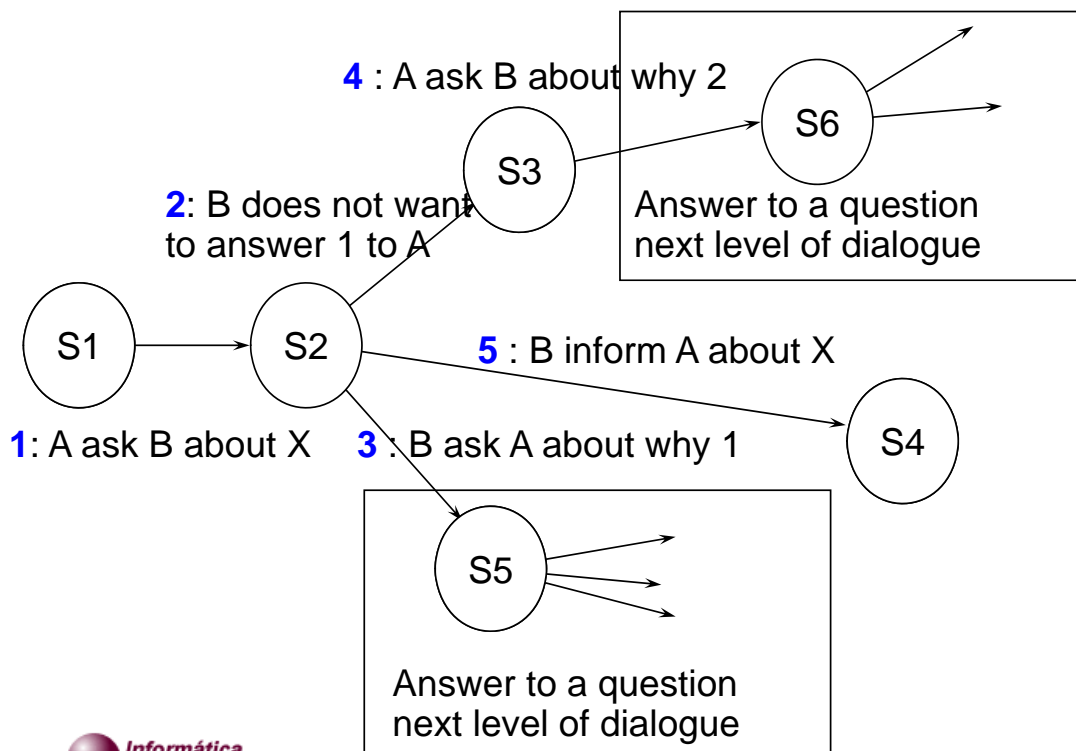 4 : A ask B about why 2
S6
S3
2: B does not want
to answer 1 to A
Answer to a question
next level of dialogue
S1
S2
5 : B inform A about X
1: A ask B about X
3 : B ask A about why 1
S4
S5
Answer to a question
next level of dialogue
Informática